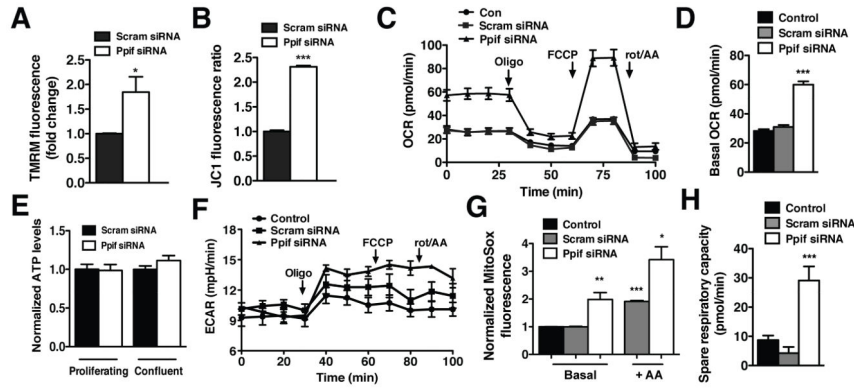 A
Scram siRNA
Ppif siRNA
TMRM fluorescence
(fold change)
2.5
2.0
1.5
1.0
0.5
0.0
*
B
Scram siRNA
Ppif siRNA
JC1 fluorescence ratio
2.5
2.0
1.5
1.0
0.5
0.0
***
C
Con
Scram siRNA
Ppif siRNA
OCR
(pmol/min)
100
80
60
40
20
0
Oligo
FCCP
rot/AA
0 25 50 75 100
Time (min)
D
Control
Scram siRNA
Ppif siRNA
Basal OCR (pmol/min)
80
60
40
20
0
***
E
Scram siRNA
Ppif siRNA
Normalized ATP levels
1.5
1.0
0.5
0.0
Proliferating Confluent
F
Control
Scram siRNA
Ppif siRNA
ECAR (mpH/min)
18
15
12
9
6
Oligo
FCCP
rot/AA
0 20 40 60 80 100
Time (min)
G
Control
Scram siRNA
Ppif siRNA
Normalized MitoSox
fluorescence
4
3
2
1
0
**
***
*
Basal + AA
H
Control
Scram siRNA
Ppif siRNA
Spare respiratory capacity
(pmol/min)
40
30
20
10
0
***